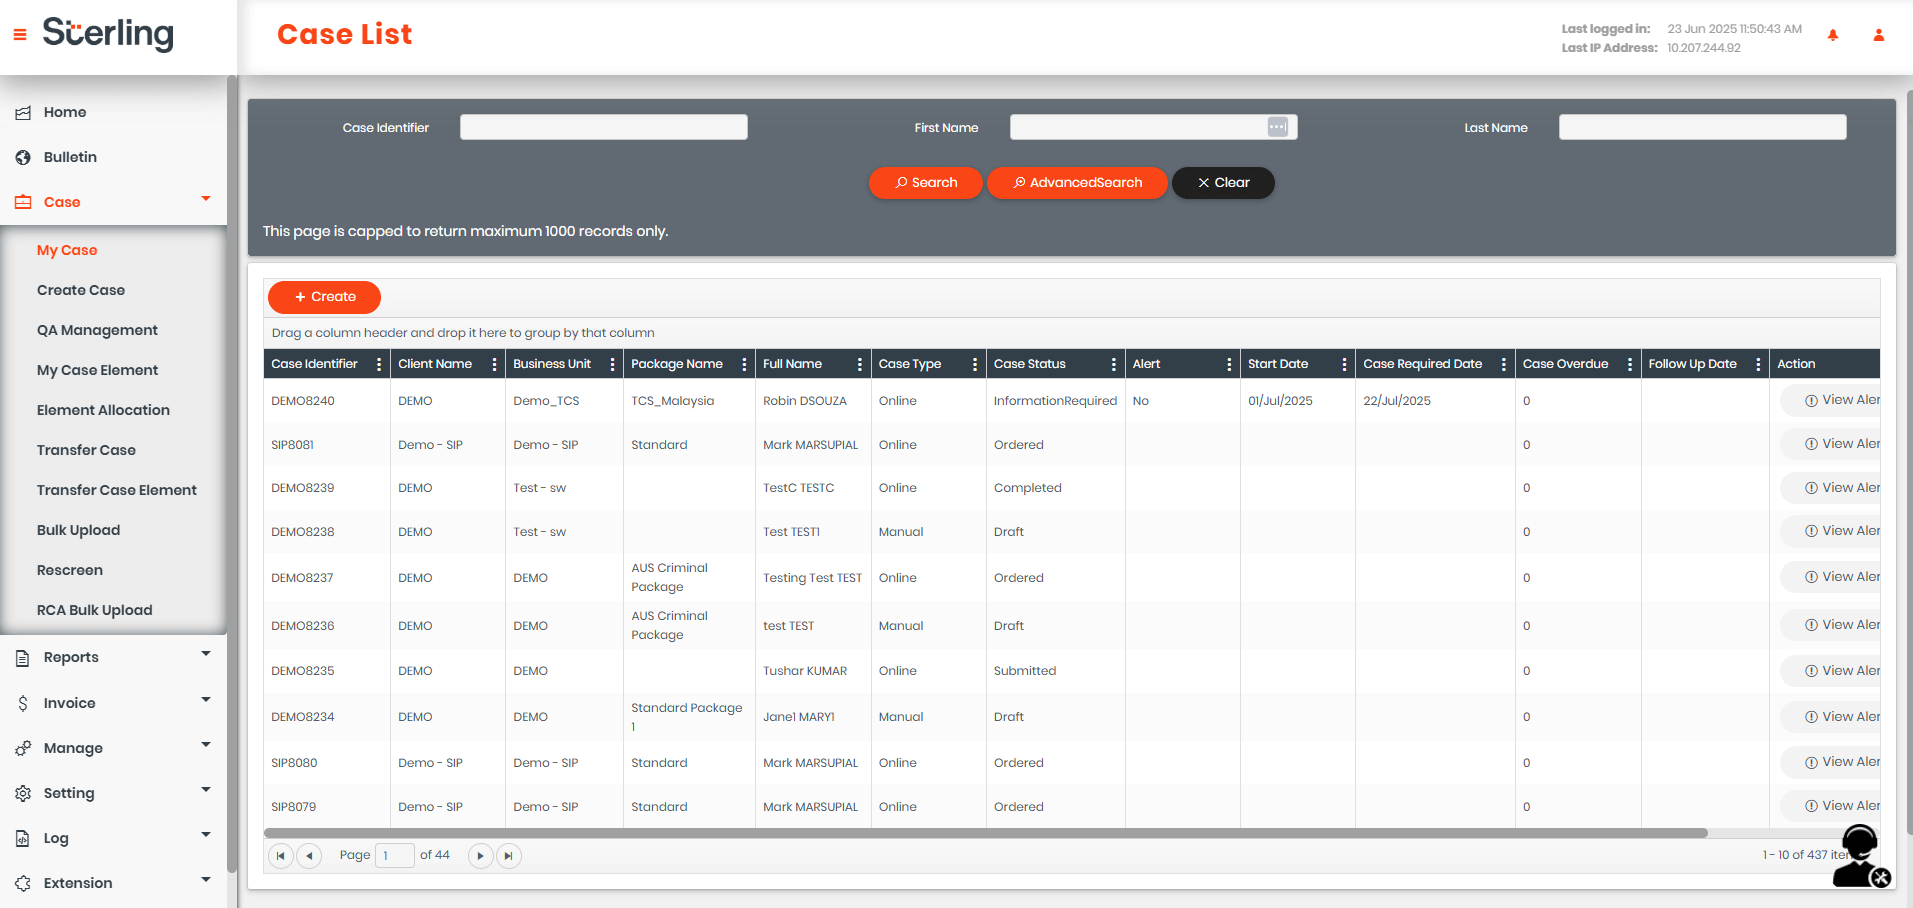 Sterling
Case List
Last logged in: 23 Jun 2025 11:50:43 AM
Last IP Address: 10.207.244.92
Home
Bulletin
Case
My Case
Create Case
QA Management
My Case Element
Element Allocation
Transfer Case
Transfer Case Element
Bulk Upload
Rescreen
RCA Bulk Upload
Reports
Invoice
Manage
Setting
Log
Extension
Case Identifier First Name Last Name
Search AdvancedSearch Clear
This page is capped to return maximum 1000 records only.
+ Create
Drag a column header and drop it here to group by that column
Case Identifier Client Name Business Unit Package Name Full Name Case Type Case Status Alert Start Date Case Required Date Case Overdue Follow Up Date Action
DEMO8240 DEMO Demo_TCS TCS_Malaysia Robin DSOUZA Online InformationRequired No 01/Jul/2025 22/Jul/2025 0 View Aler
SIP8081 Demo - SIP Demo - SIP Standard Mark MARSUPIAL Online Ordered 0 View Aler
DEMO8239 DEMO Test - sw TestC TESTC Online Completed 0 View Aler
DEMO8238 DEMO Test - sw Test TEST1 Manual Draft 0 View Aler
DEMO8237 DEMO DEMO AUS Criminal Package Testing Test TEST Online Ordered 0 View Aler
DEMO8236 DEMO DEMO AUS Criminal Package test TEST Manual Draft 0 View Aler
DEMO8235 DEMO DEMO Tushar KUMAR Online Submitted 0 View Aler
DEMO8234 DEMO DEMO Standard Package 1 Jane1 MARY1 Manual Draft 0 View Aler
SIP8080 Demo - SIP Demo - SIP Standard Mark MARSUPIAL Online Ordered 0 View Aler
SIP8079 Demo - SIP Demo - SIP Standard Mark MARSUPIAL Online Ordered 0 View Aler
Page 1 of 44
1 - 10 of 437 ite